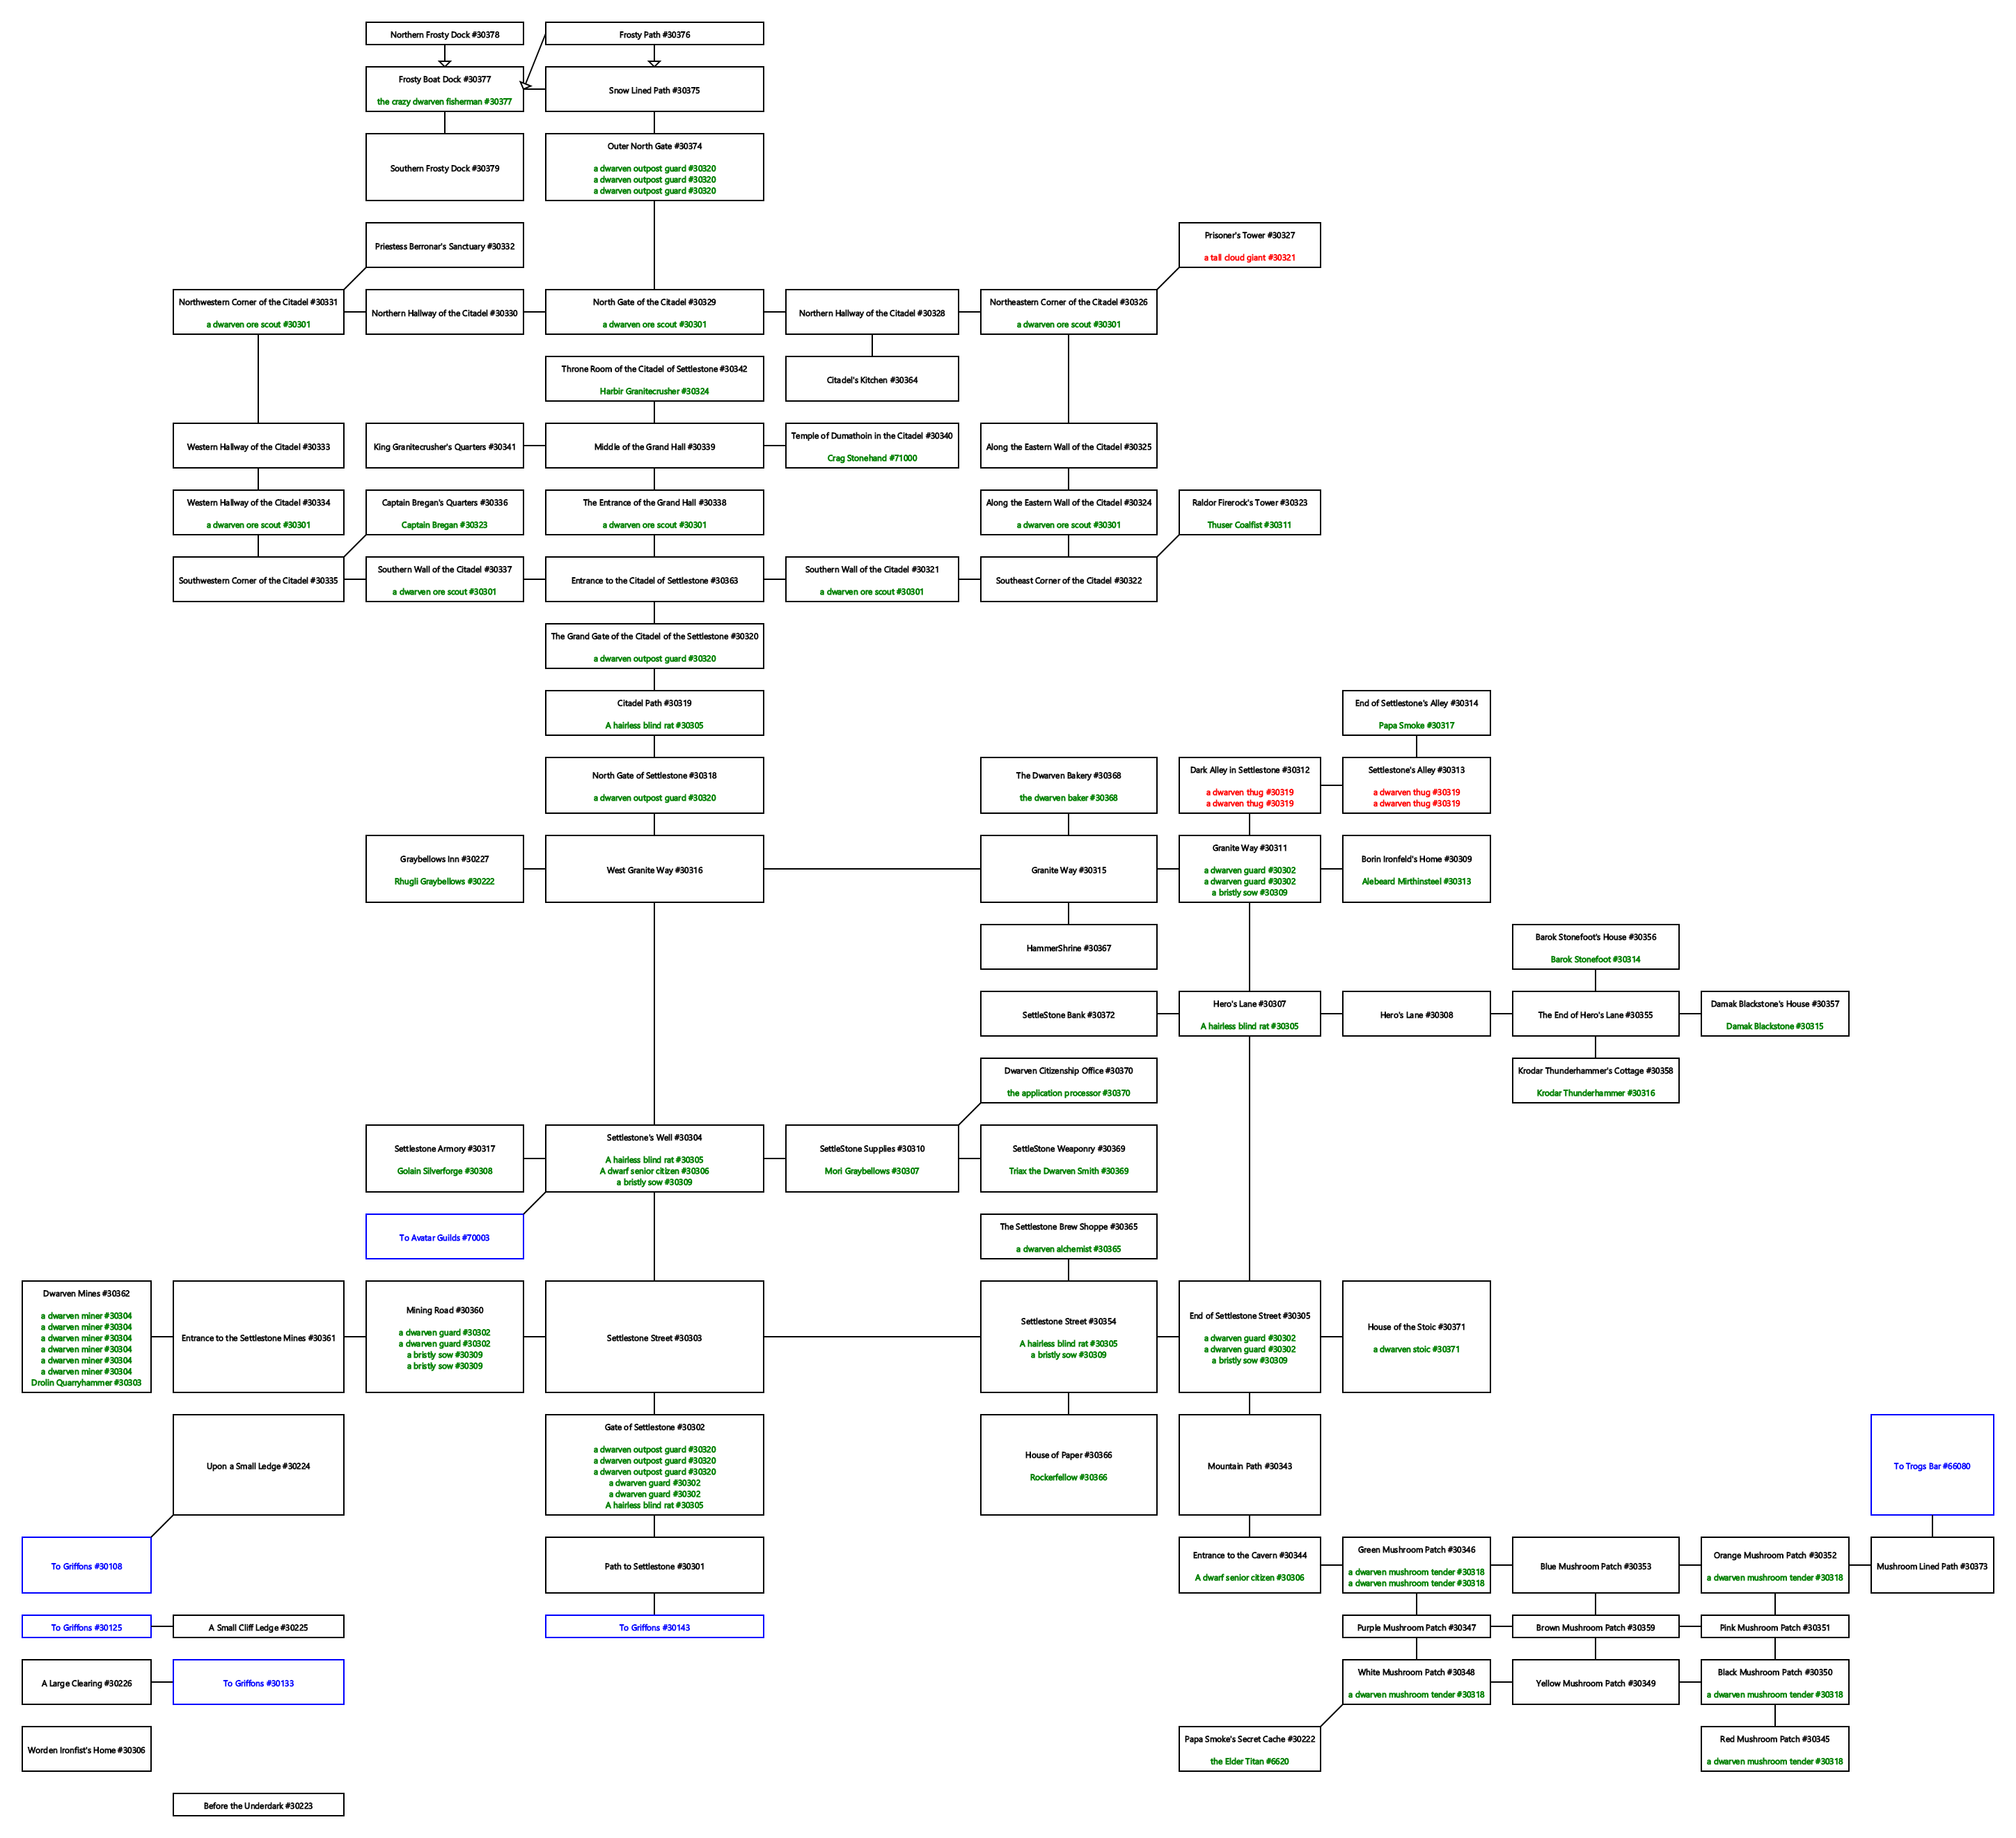 Northern Frosty Dock #30378
Frosty Path #30376
Frosty Boat Dock #30377
the crazy dwarven fisherman #30377
Snow Lined Path #30375
Southern Frosty Dock #30379
Outer North Gate #30374
a dwarven outpost guard #30320
a dwarven outpost guard #30320
a dwarven outpost guard #30320
Priestess Berronar's Sanctuary #30332
Prisoner's Tower #30327
a tall cloud giant #30321
Northwestern Corner of the Citadel #30331
a dwarven ore scout #30301
Northern Hallway of the Citadel #30330
North Gate of the Citadel #30329
a dwarven ore scout #30301
Northern Hallway of the Citadel #30328
Northeastern Corner of the Citadel #30326
a dwarven ore scout #30301
Throne Room of the Citadel of Settlestone #30342
Harbir Granitecrusher #30324
Citadel's Kitchen #30364
Western Hallway of the Citadel #30333
King Granitecrusher's Quarters #30341
Middle of the Grand Hall #30339
Temple of Dumathoin in the Citadel #30340
Crag Stonehand #71000
Along the Eastern Wall of the Citadel #30325
Western Hallway of the Citadel #30334
a dwarven ore scout #30301
Captain Bregan's Quarters #30336
Captain Bregan #30323
The Entrance of the Grand Hall #30338
a dwarven ore scout #30301
Along the Eastern Wall of the Citadel #30324
a dwarven ore scout #30301
Raldor Firerock's Tower #30323
Thuser Coalfist #30311
Southwestern Corner of the Citadel #30335
Southern Wall of the Citadel #30337
a dwarven ore scout #30301
Entrance to the Citadel of Settlestone #30363
Southern Wall of the Citadel #30321
a dwarven ore scout #30301
Southeast Corner of the Citadel #30322
The Grand Gate of the Citadel of the Settlestone #30320
a dwarven outpost guard #30320
Citadel Path #30319
A hairless blind rat #30305
End of Settlestone's Alley #30314
Papa Smoke #30317
North Gate of Settlestone #30318
a dwarven outpost guard #30320
The Dwarven Bakery #30368
the dwarven baker #30368
Dark Alley in Settlestone #30312
a dwarven thug #30319
a dwarven thug #30319
Settlestone's Alley #30313
a dwarven thug #30319
a dwarven thug #30319
Graybellows Inn #30227
Rhugli Graybellows #30222
West Granite Way #30316
Granite Way #30315
Granite Way #30311
a dwarven guard #30302
a dwarven guard #30302
a bristly sow #30309
Borin Ironfeld's Home #30309
Alebeard Mirthinsteel #30313
HammerShrine #30367
Barok Stonefoot's House #30356
Barok Stonefoot #30314
SettleStone Bank #30372
Hero's Lane #30307
A hairless blind rat #30305
Hero's Lane #30308
The End of Hero's Lane #30355
Damak Blackstone's House #30357
Damak Blackstone #30315
Dwarven Citizenship Office #30370
the application processor #30370
Krodar Thunderhammer's Cottage #30358
Krodar Thunderhammer #30316
Settlestone Armory #30317
Golain Silverforge #30308
Settlestone's Well #30304
A hairless blind rat #30305
A dwarf senior citizen #30306
a bristly sow #30309
SettleStone Supplies #30310
Mori Graybellows #30307
SettleStone Weaponry #30369
Triax the Dwarven Smith #30369
To Avatar Guilds #70003
The Settlestone Brew Shoppe #30365
a dwarven alchemist #30365
Dwarven Mines #30362
a dwarven miner #30304
a dwarven miner #30304
a dwarven miner #30304
a dwarven miner #30304
a dwarven miner #30304
a dwarven miner #30304
Drolin Quarryhammer #30303
Entrance to the Settlestone Mines #30361
Mining Road #30360
a dwarven guard #30302
a dwarven guard #30302
a bristly sow #30309
a bristly sow #30309
Settlestone Street #30303
Settlestone Street #30354
A hairless blind rat #30305
a bristly sow #30309
End of Settlestone Street #30305
a dwarven guard #30302
a dwarven guard #30302
a bristly sow #30309
House of the Stoic #30371
a dwarven stoic #30371
Upon a Small Ledge #30224
Gate of Settlestone #30302
a dwarven outpost guard #30320
a dwarven outpost guard #30320
a dwarven outpost guard #30320
a dwarven guard #30302
a dwarven guard #30302
A hairless blind rat #30305
House of Paper #30366
Rockerfellow #30366
Mountain Path #30343
To Trogs Bar #66080
To Griffons #30108
Path to Settlestone #30301
Entrance to the Cavern #30344
A dwarf senior citizen #30306
Green Mushroom Patch #30346
a dwarven mushroom tender #30318
a dwarven mushroom tender #30318
Blue Mushroom Patch #30353
Orange Mushroom Patch #30352
a dwarven mushroom tender #30318
Mushroom Lined Path #30373
To Griffons #30125
A Small Cliff Ledge #30225
To Griffons #30143
Purple Mushroom Patch #30347
Brown Mushroom Patch #30359
Pink Mushroom Patch #30351
A Large Clearing #30226
To Griffons #30133
White Mushroom Patch #30348
a dwarven mushroom tender #30318
Yellow Mushroom Patch #30349
Black Mushroom Patch #30350
a dwarven mushroom tender #30318
Worden Ironfist's Home #30306
Papa Smoke's Secret Cache #30222
the Elder Titan #6620
Red Mushroom Patch #30345
a dwarven mushroom tender #30318
Before the Underdark #30223